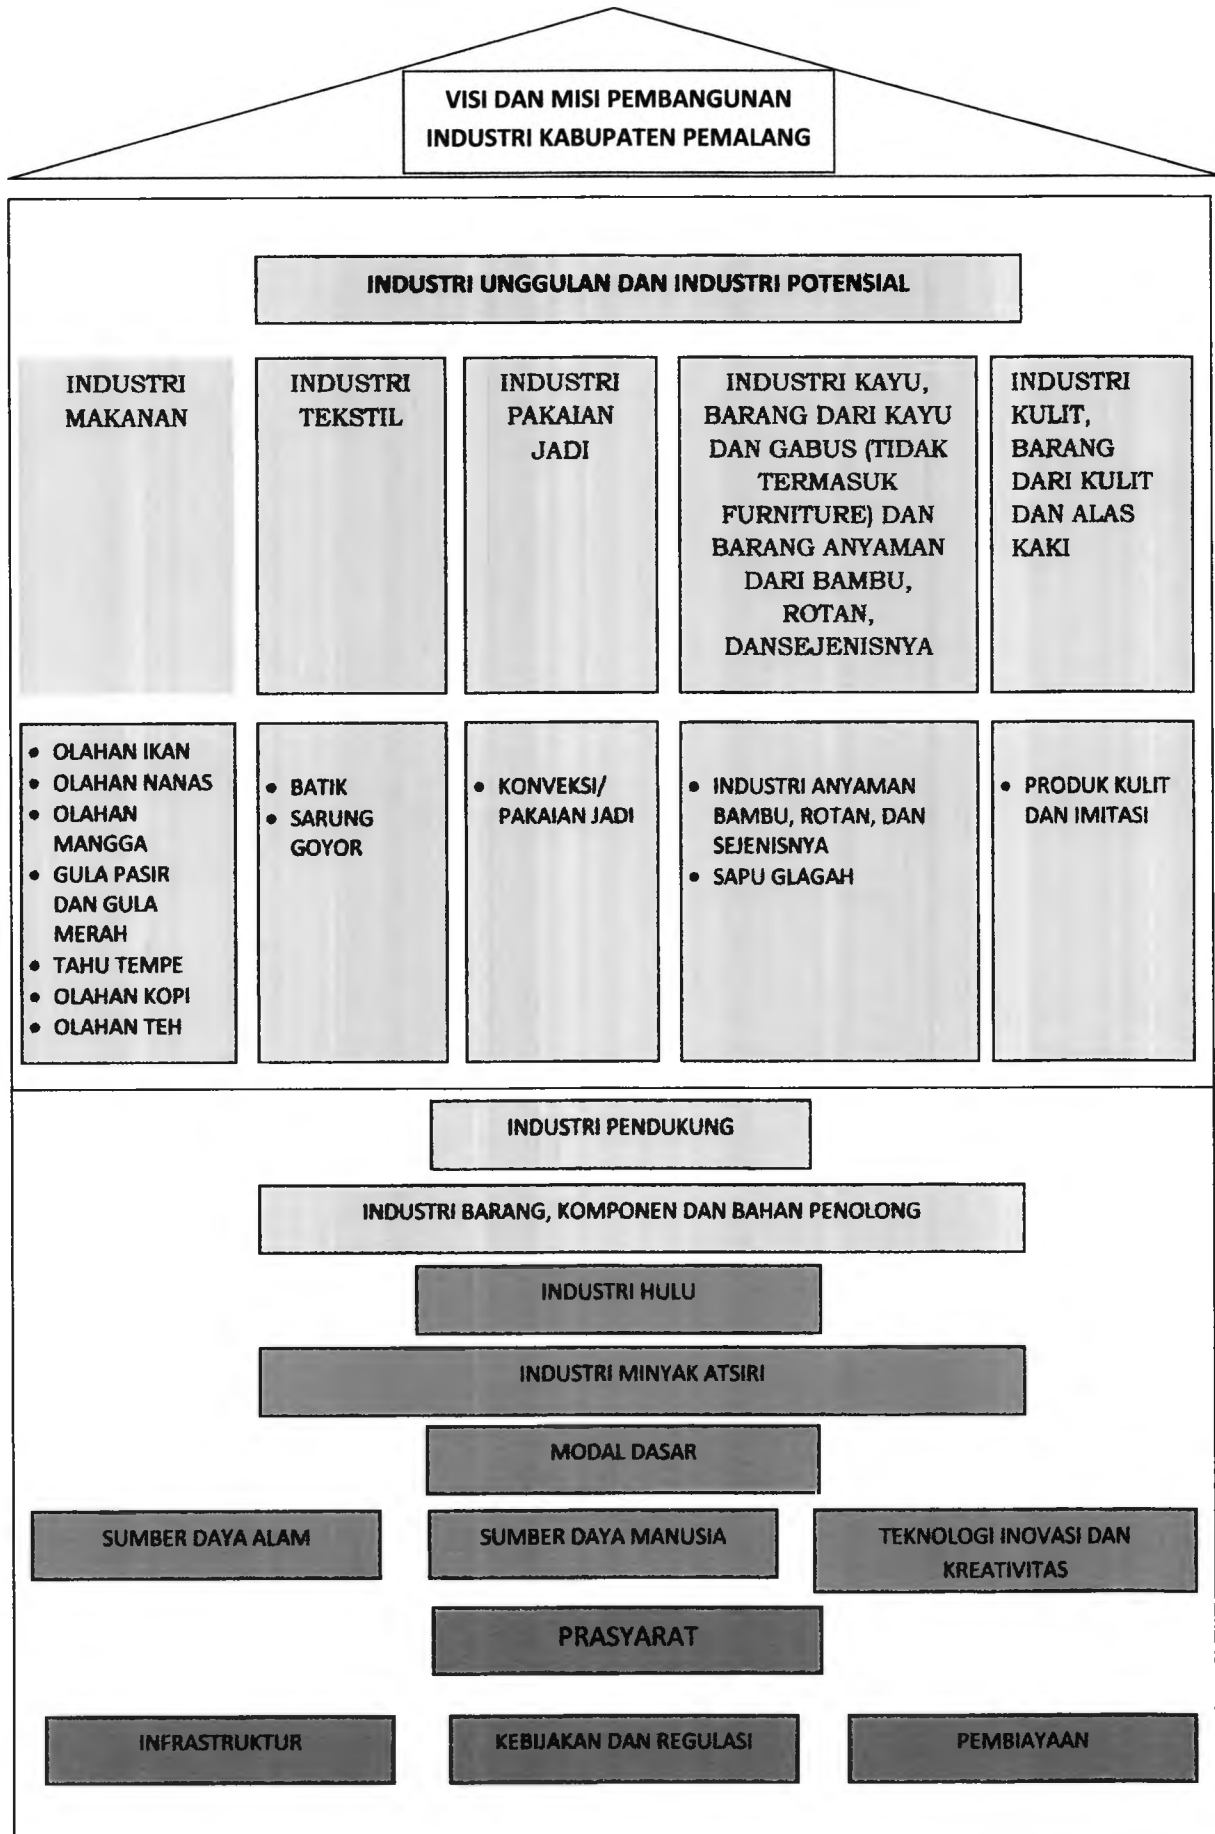 VISI DAN MISI PEMBANGUNAN
INDUSTRI KABUPATEN PEMALANG
INDUSTRI UNGGULAN DAN INDUSTRI POTENSIAL
INDUSTRI
MAKANAN
INDUSTRI
TEKSTIL
INDUSTRI
PAKAIAN
JADI
INDUSTRI KAYU,
BARANG DARI KAYU
DAN GABUS (TIDAK
TERMASUK
FURNITURE) DAN
BARANG ANYAMAN
DARI BAMBU,
ROTAN,
DANSEJENISNYA
INDUSTRI
KULIT,
BARANG
DARI KULIT
DAN ALAS
KAKI
• OLAHAN IKAN
• OLAHAN NANAS
• OLAHAN
MANGGA
• GULA PASIR
DAN GULA
MERAH
• TAHU TEMPE
• OLAHAN KOPI
• OLAHAN TEH
• BATIK
• SARUNG
GOYOR
• KONVEKSI/
PAKAIAN JADI
• INDUSTRI ANYAMAN
BAMBU, ROTAN, DAN
SEJENISNYA
• SAPU GLAGAH
• PRODUK KULIT
DAN IMITASI
INDUSTRI PENDUKUNG
INDUSTRI BARANG, KOMPONEN DAN BAHAN PENOLONG
INDUSTRI HULU
INDUSTRI MINYAK ATSIRI
MODAL DASAR
SUMBER DAYA ALAM
SUMBER DAYA MANUSIA
TEKNOLOGI INOVASI DAN
KREATIVITAS
PRASYARAT
INFRASTRUKTUR
KEBIJAKAN DAN REGULASI
PEMBIAYAAN